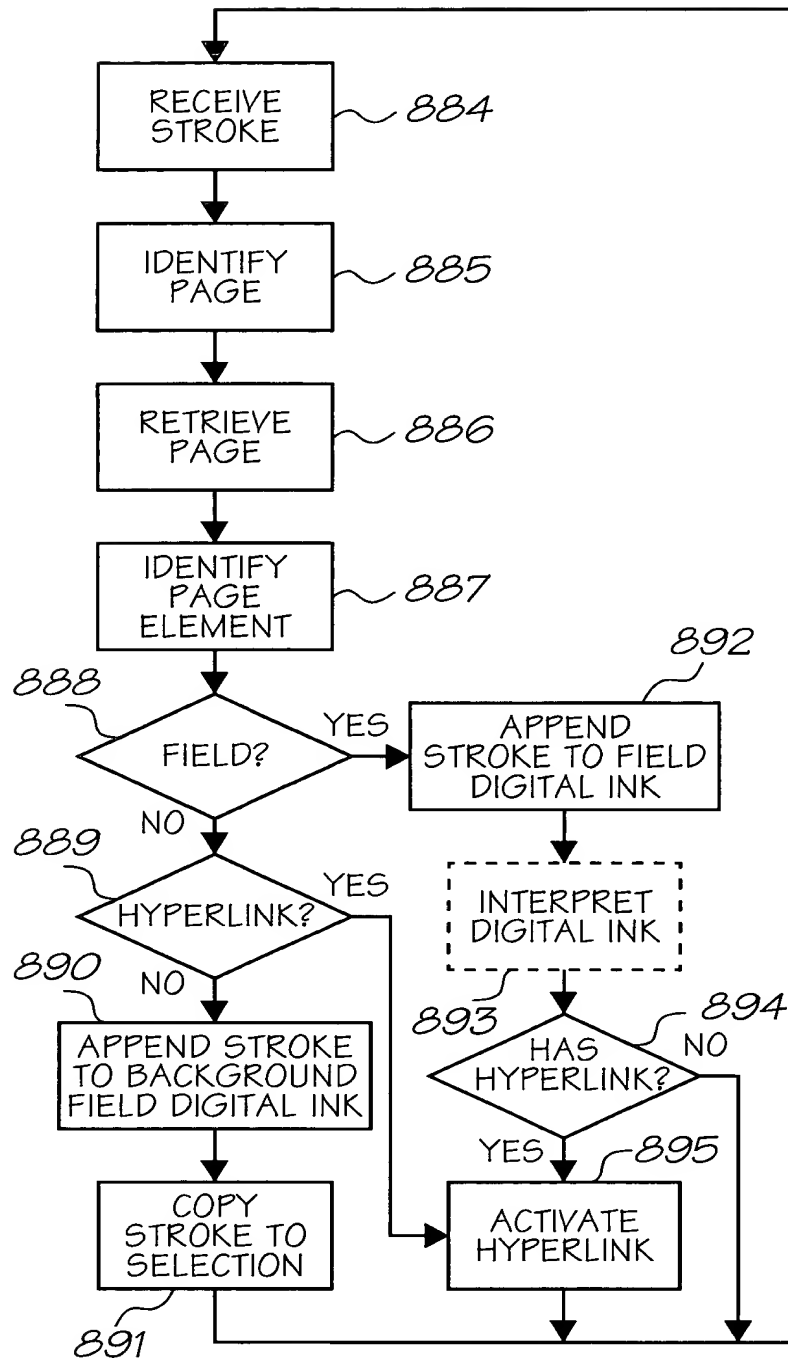 RECEIVE
STROKE
884
IDENTIFY
PAGE
885
RETRIEVE
PAGE
886
IDENTIFY
PAGE
ELEMENT
887
888
FIELD?
YES
NO
892
APPEND
STROKE TO FIELD
DIGITAL INK
889
HYPERLINK?
YES
NO
INTERPRET
DIGITAL INK
893
890
APPEND STROKE
TO BACKGROUND
FIELD DIGITAL INK
894
HAS
HYPERLINK?
NO
YES
895
COPY
STROKE TO
SELECTION
891
ACTIVATE
HYPERLINK